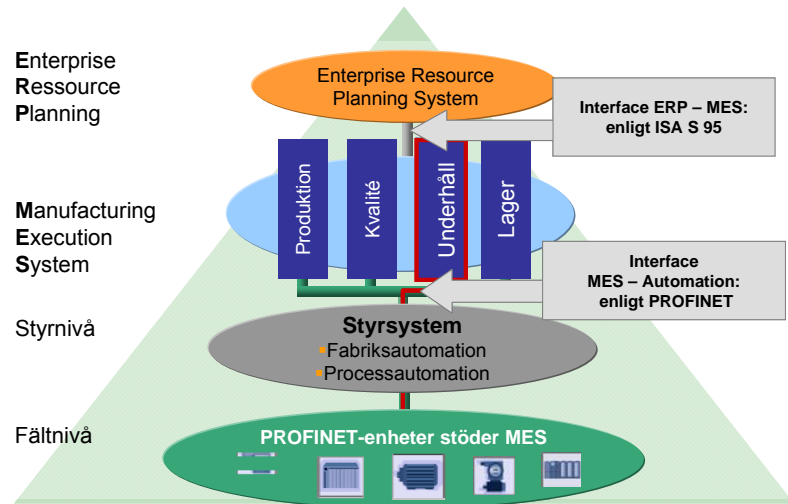 Enterprise
Ressource
Planning
Enterprise Resource
Planning System
Interface ERP – MES:
enligt ISA S 95
Manufacturing
Execution
System
Produktion
Kvalité
Underhåll
Lager
Interface
MES – Automation:
enligt PROFINET
Styrnivå
Styrsystem
▪Fabriksautomation
▪Processautomation
Fältnivå
PROFINET-enheter stöder MES